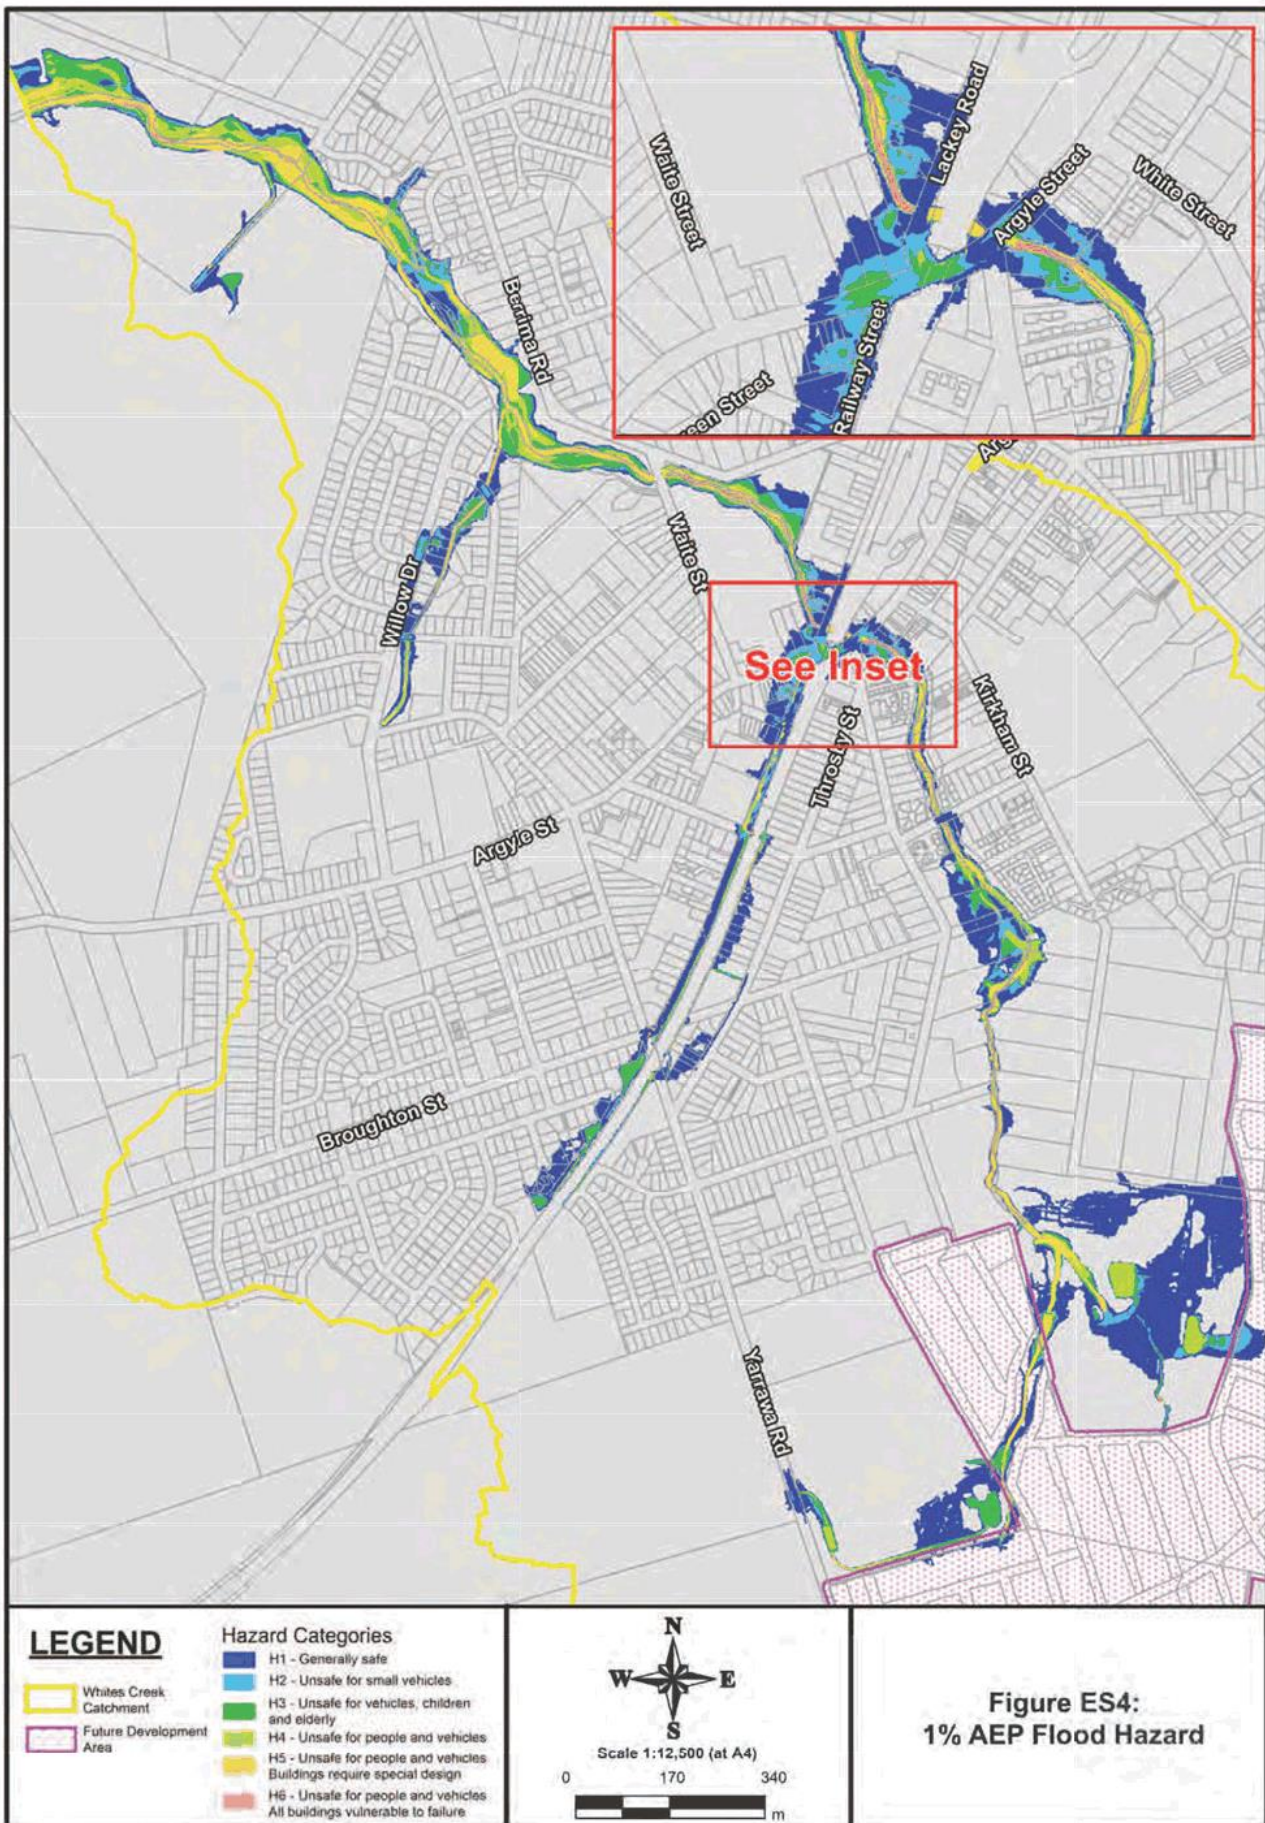 Lackey Road
Waite Street
Argyle Street
White Street
Railway Street
Berrima Rd
reen Street
Arg
Waite St
Willow Dr
See Inset
Kirkham St
Throsby St
Argyle St
Broughton St
Yarrawa Rd
LEGEND
Whites Creek
Catchment
Future Development
Area
Hazard Categories
H1 - Generally safe
H2 - Unsafe for small vehicles
H3 - Unsafe for vehicles, children
and elderly
H4 - Unsafe for people and vehicles
H5 - Unsafe for people and vehicles
Buildings require special design
H6 - Unsafe for people and vehicles
All buildings vulnerable to failure
N
W E
S
Scale 1:12,500 (at A4)
0 170 340
m
Figure ES4:
1% AEP Flood Hazard